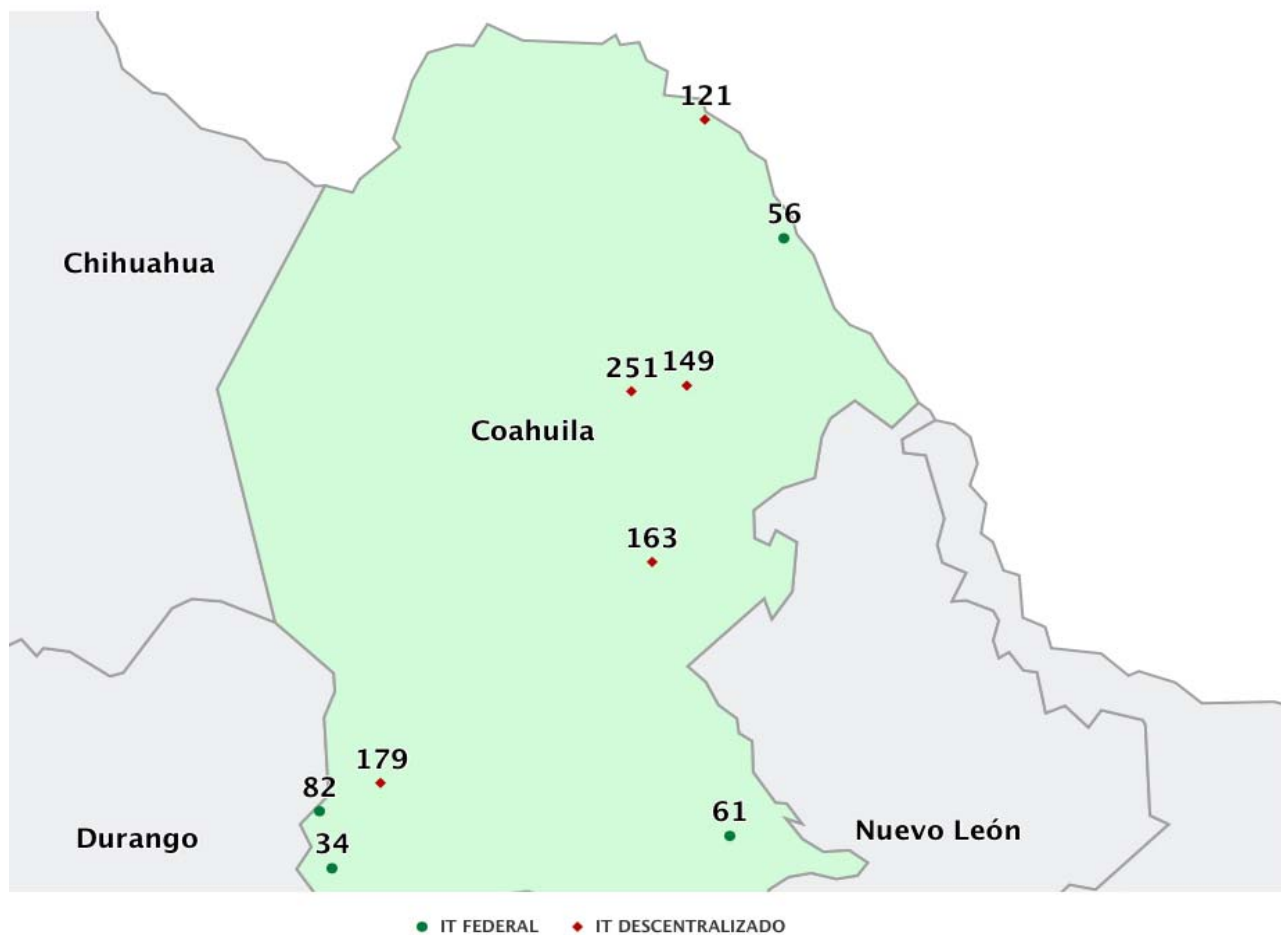 121
56
Chihuahua
251 149
Coahuila
163
179
82
61
Durango
34
Nuevo León
IT FEDERAL IT DESCENTRALIZADO